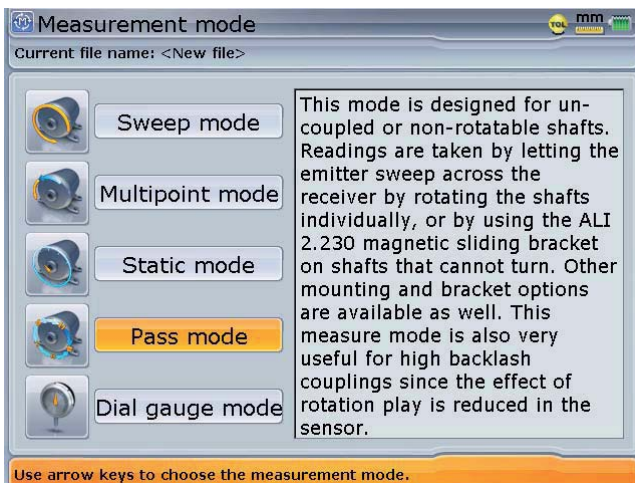 Measurement mode
TOL mm
Current file name: <New file>
Sweep mode
Multipoint mode
Static mode
Pass mode
Dial gauge mode
This mode is designed for un-
coupled or non-rotatable shafts.
Readings are taken by letting the
emitter sweep across the
receiver by rotating the shafts
individually, or by using the ALI
2.230 magnetic sliding bracket
on shafts that cannot turn. Other
mounting and bracket options
are available as well. This
measure mode is also very
useful for high backlash
couplings since the effect of
rotation play is reduced in the
sensor.
Use arrow keys to choose the measurement mode.